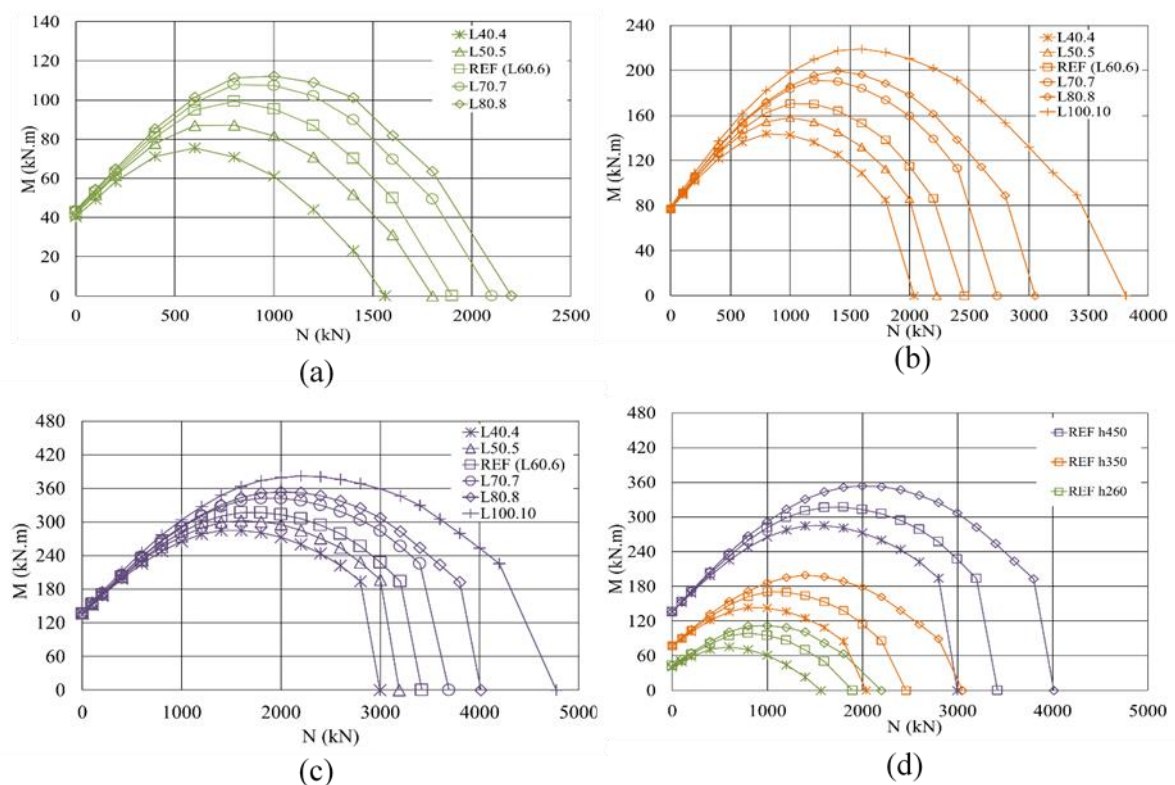 (a)
M (kN.m)
140
120
100
80
60
40
20
0
0 500 1000 1500 2000 2500
N (kN)
L40.4
L50.5
REF (L60.6)
L70.7
L80.8
(b)
M (kN.m)
240
200
160
120
80
40
0
0 500 1000 1500 2000 2500 3000 3500 4000
N (kN)
L40.4
L50.5
REF (L60.6)
L70.7
L80.8
L100.10
(a)
(b)
M (kN.m)
480
420
360
300
240
180
120
60
0
0 1000 2000 3000 4000 5000
N (kN)
L40.4
L50.5
REF (L60.6)
L70.7
L80.8
L100.10
M (kN.m)
480
420
360
300
240
180
120
60
0
0 1000 2000 3000 4000 5000
N (kN)
REF h450
REF h350
REF h260
(c)
(d)